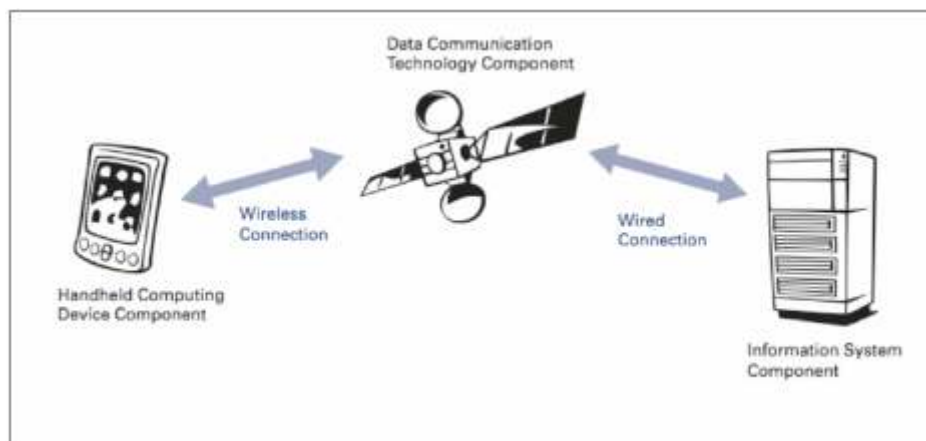 Data Communication
Technology Component
Wireless
Connection
Wired
Connection
Handheld Computing
Device Component
Information System
Component